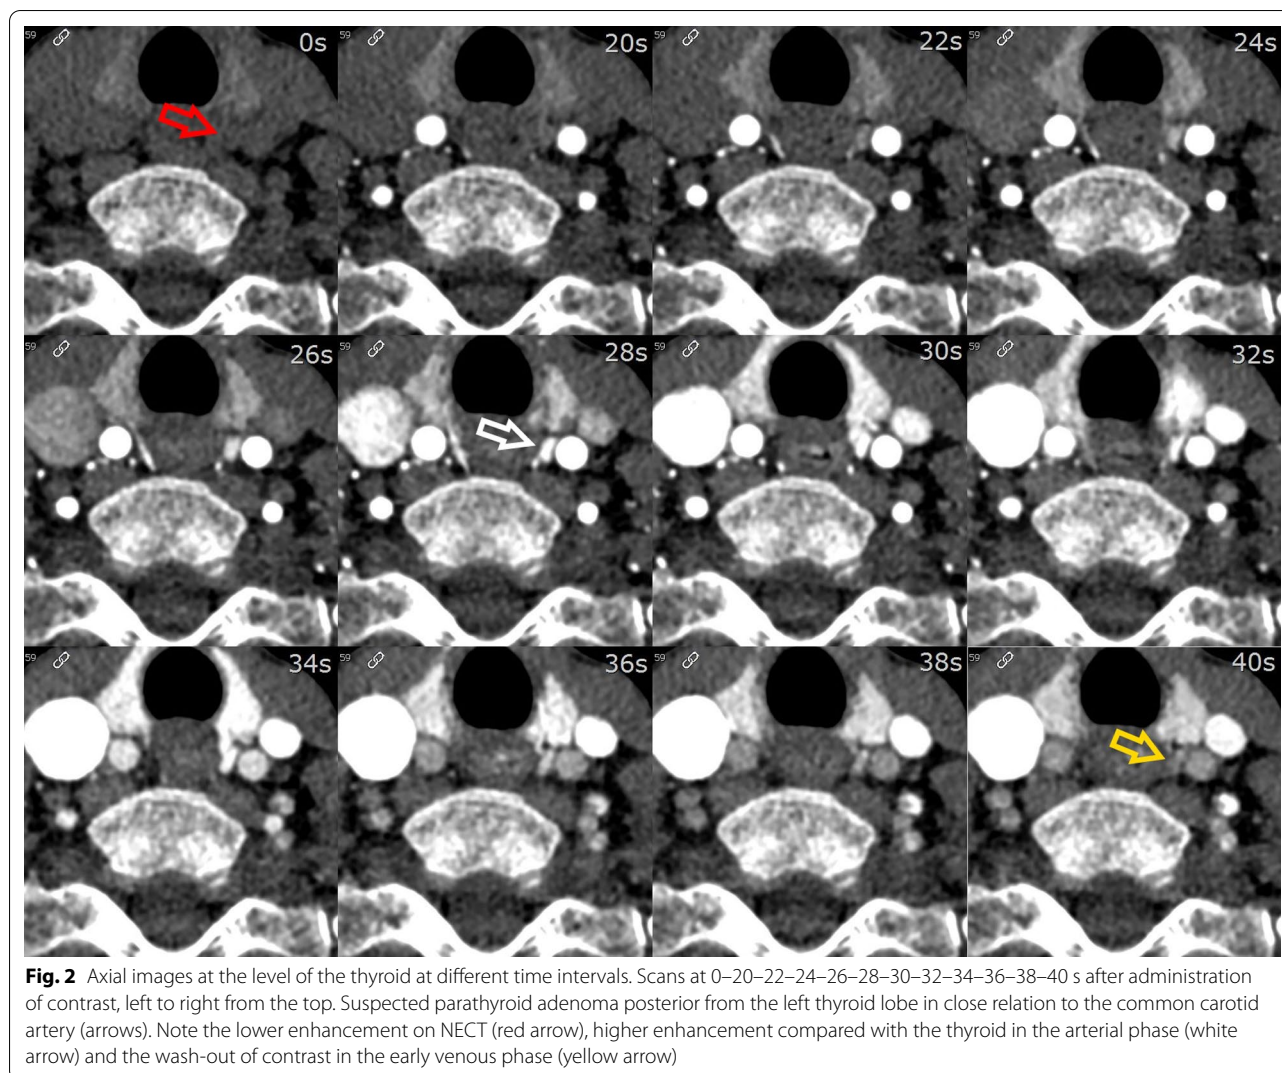 59
0s
59
20s
59
22s
59
24s
59
26s
59
28s
59
30s
59
32s
59
34s
59
36s
59
38s
59
40s
Fig. 2 Axial images at the level of the thyroid at different time intervals. Scans at 0–20–22–24–26–28–30–32–34–36–38–40 s after administration
of contrast, left to right from the top. Suspected parathyroid adenoma posterior from the left thyroid lobe in close relation to the common carotid
artery (arrows). Note the lower enhancement on NECT (red arrow), higher enhancement compared with the thyroid in the arterial phase (white
arrow) and the wash-out of contrast in the early venous phase (yellow arrow)